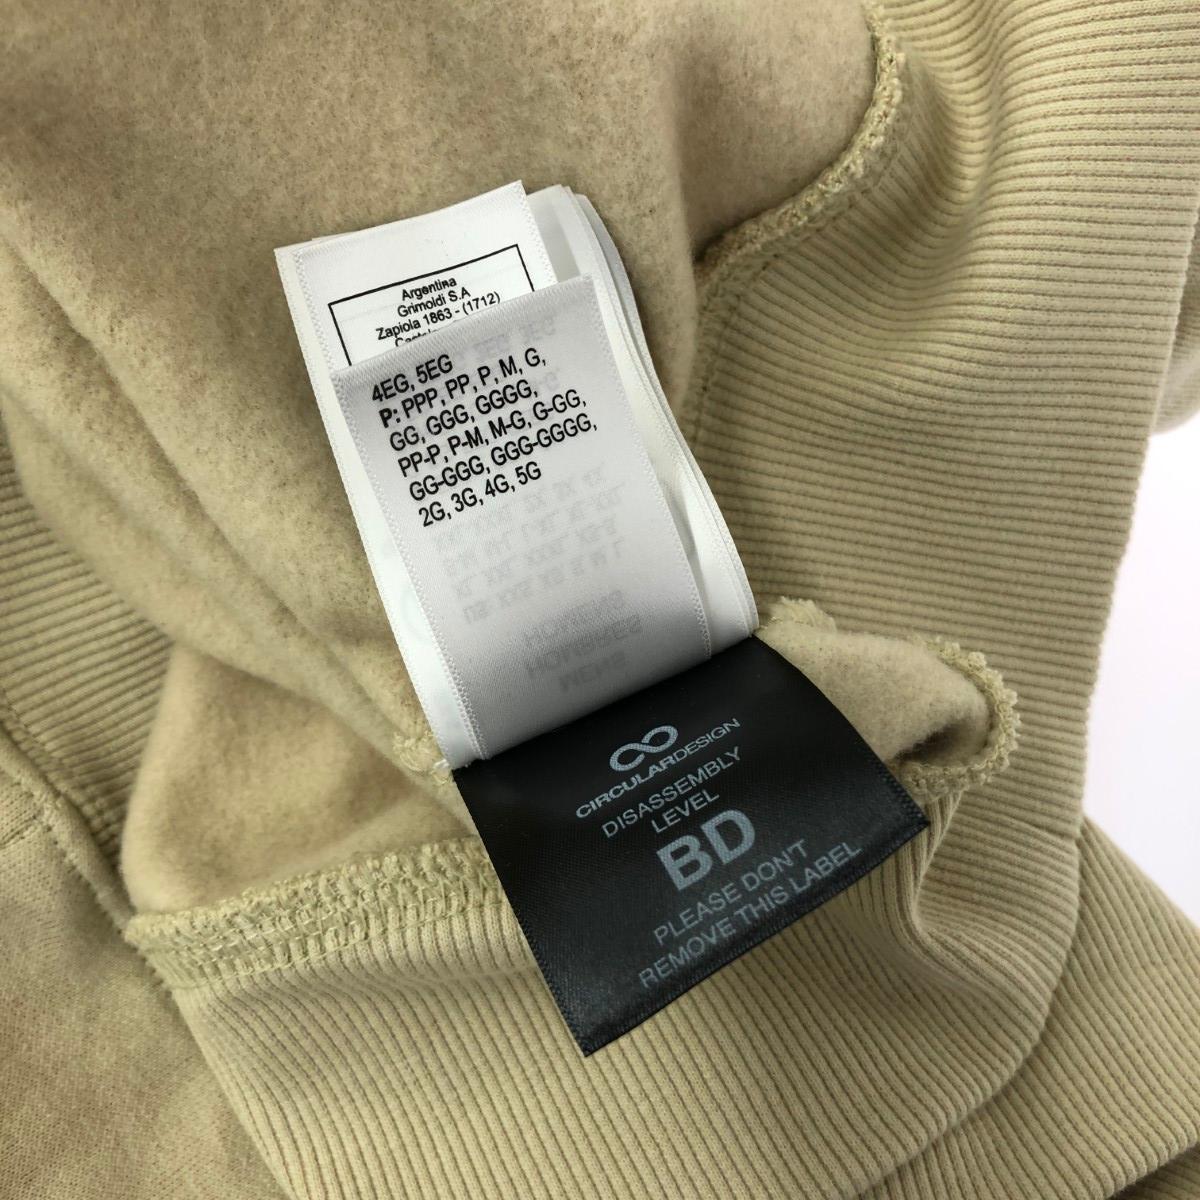 Argentina
Grimoldi S.A
Zapiola 1863 - (1712)
4EG, 5EG
P: PPP, PP, P, M, G,
GG, GGG, GGGG,
PP-P, P-M, M-G, G-GG,
GG-GGG, GGG-GGGG,
2G, 3G, 4G, 5G
CIRCULARDESIGN
DISASSEMBLY
LEVEL
BD
PLEASE DON'T
REMOVE THIS LABEL